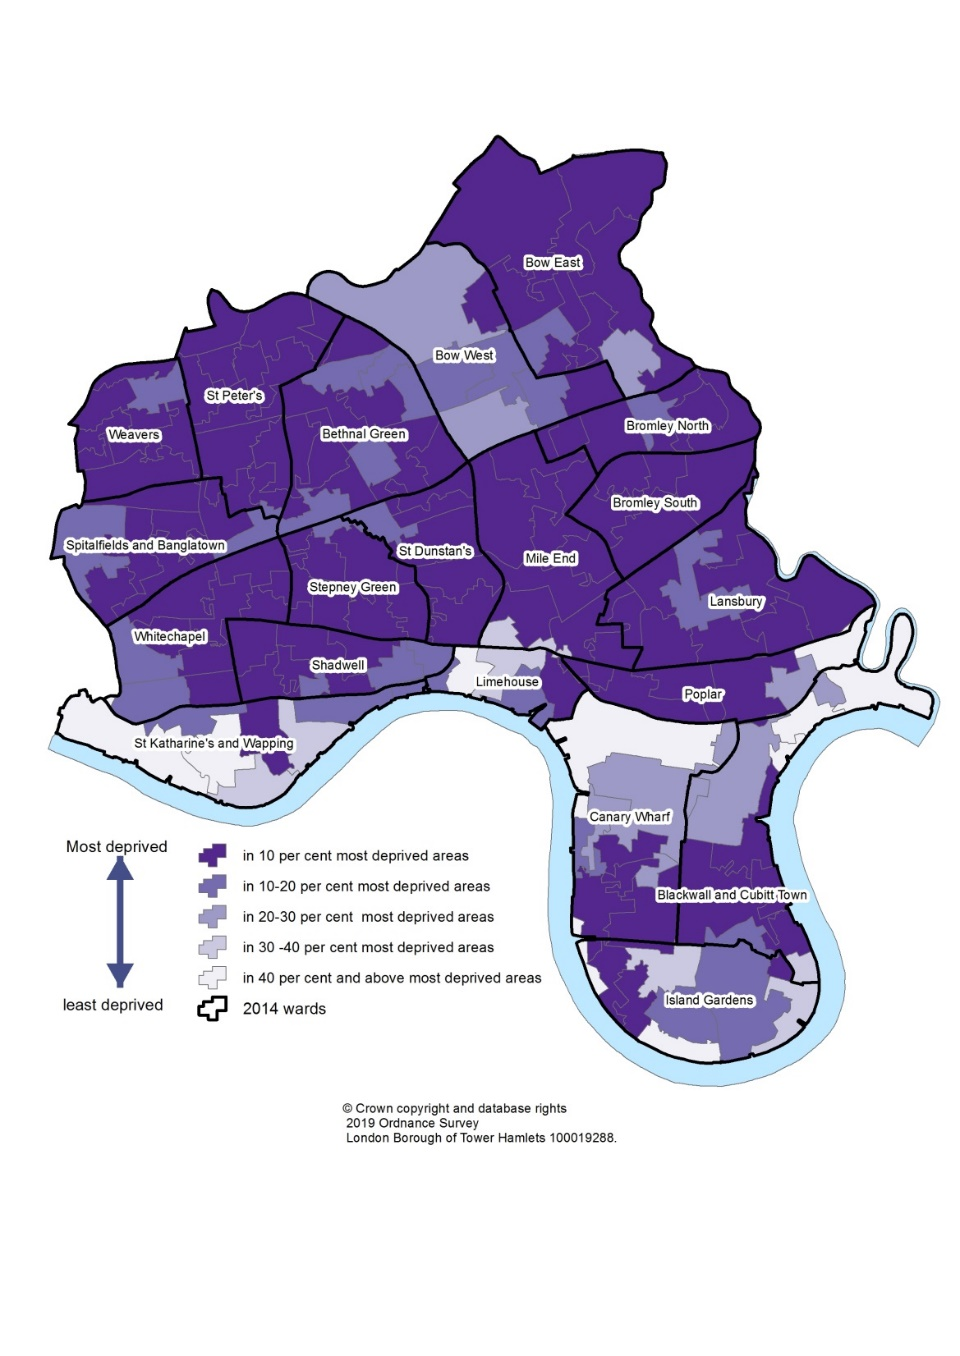 Bow East
Bow West
St Peter's
Weavers
Bethnal Green
Bromley North
Bromley South
Spitalfields and Banglatown
St Dunstan's
Mile End
Stepney Green
Lansbury
Whitechapel
Shadwell
Limehouse
Poplar
St Katharine's and Wapping
Canary Wharf
Blackwall and Cubitt Town
Island Gardens
Most deprived
least deprived
in 10 per cent most deprived areas
in 10-20 per cent most deprived areas
in 20-30 per cent most deprived areas
in 30 -40 per cent most deprived areas
in 40 per cent and above most deprived areas
2014 wards
© Crown copyright and database rights
2019 Ordnance Survey
London Borough of Tower Hamlets 100019288.